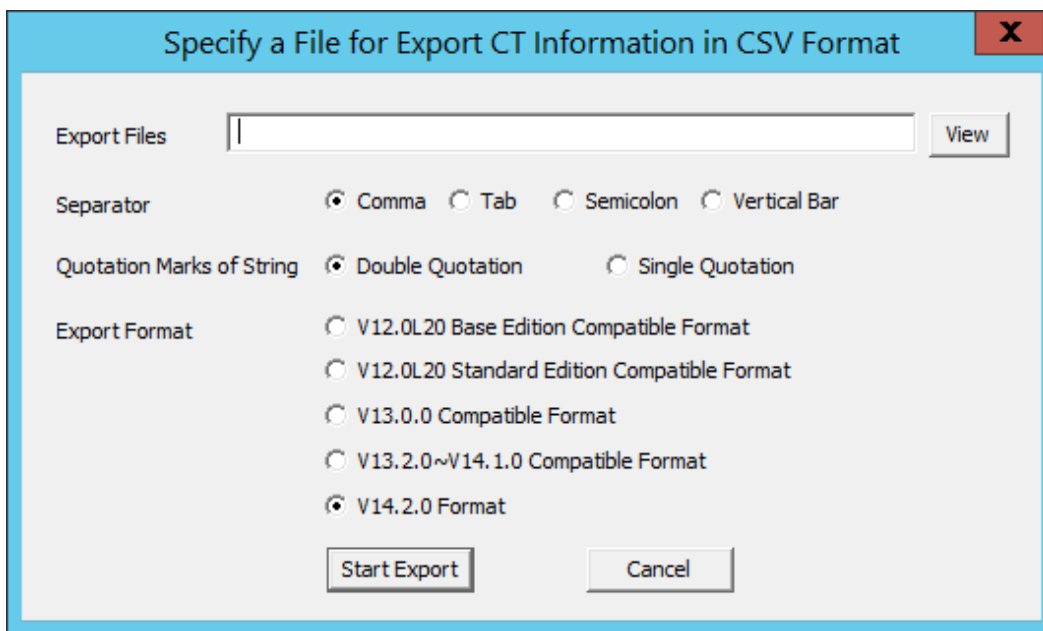 Specify a File for Export CT Information in CSV Format
X
Export Files
View
Separator Comma Tab Semicolon Vertical Bar
Quotation Marks of String Double Quotation Single Quotation
Export Format V12.0L20 Base Edition Compatible Format
V12.0L20 Standard Edition Compatible Format
V13.0.0 Compatible Format
V13.2.0~V14.1.0 Compatible Format
V14.2.0 Format
Start Export Cancel